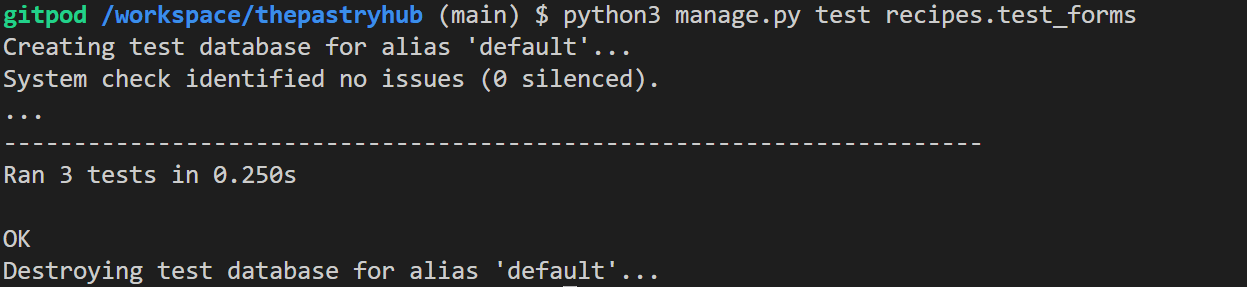 gitpod /workspace/thepastryhub (main) $ python3 manage.py test recipes.test_forms
Creating test database for alias 'default'...
System check identified no issues (0 silenced).
...
----------------------------------------------------------------------
Ran 3 tests in 0.250s

OK
Destroying test database for alias 'default'...